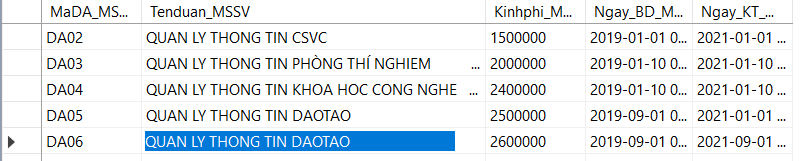 MaDA_MS... Tenduan_MSSV Kinhphi_M... Ngay_BD_M... Ngay_KT_...
DA02 QUAN LY THONG TIN CSVC 1500000 2019-01-01 0... 2021-01-01
DA03 QUAN LY THONG TIN PHÒNG THÍ NGHIEM ... 2000000 2019-01-10 0... 2021-01-10
DA04 QUAN LY THONG TIN KHOA HOC CONG NGHE ... 2400000 2019-01-10 0... 2021-01-10
DA05 QUAN LY THONG TIN DAOTAO 2500000 2019-09-01 0... 2021-01-01
DA06 QUAN LY THONG TIN DAOTAO 2600000 2019-09-01 0... 2021-09-01